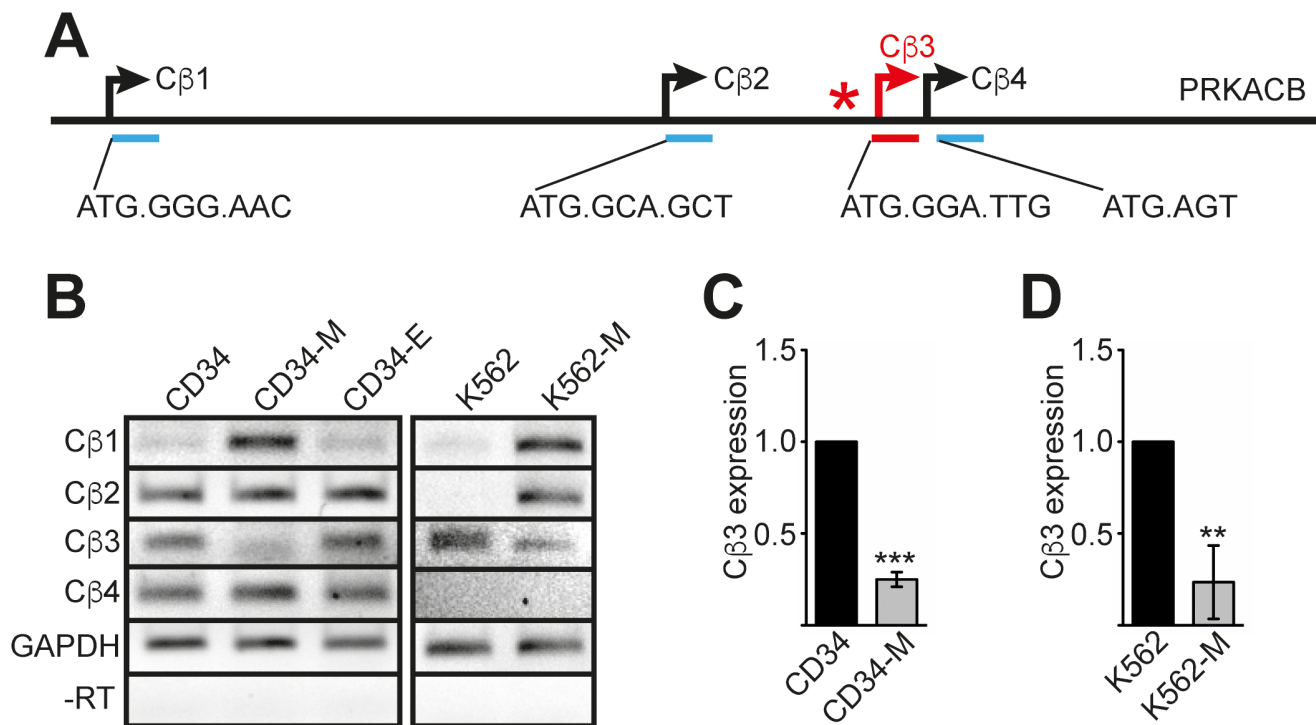 A
Cβ1
Cβ2
*
Cβ3
Cβ4
PRKACB
ATG.GGG.AAC
ATG.GCA.GCT
ATG.GGA.TTG
ATG.AGT
B
CD34
CD34-M
CD34-E
K562
K562-M
Cβ1
Cβ2
Cβ3
Cβ4
GAPDH
-RT
C
Cβ3 expression
1.5
1.0
0.5
***
CD34
CD34-M
D
Cβ3 expression
1.5
1.0
0.5
**
K562
K562-M